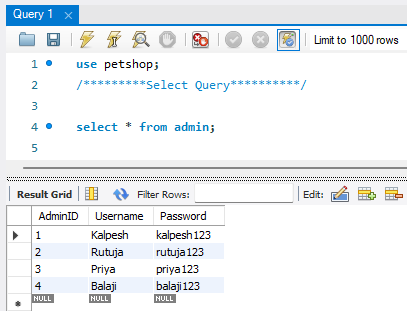 Query 1
Limit to 1000 rows
1 use petshop;
2 /*********Select Query**********/
3
4 select * from admin;
5
Result Grid Filter Rows: Edit:
AdminID Username Password
1 Kalpesh kalpesh123
2 Rutuja rutuja123
3 Priya priya123
4 Balaji balaji123
NULL NULL NULL